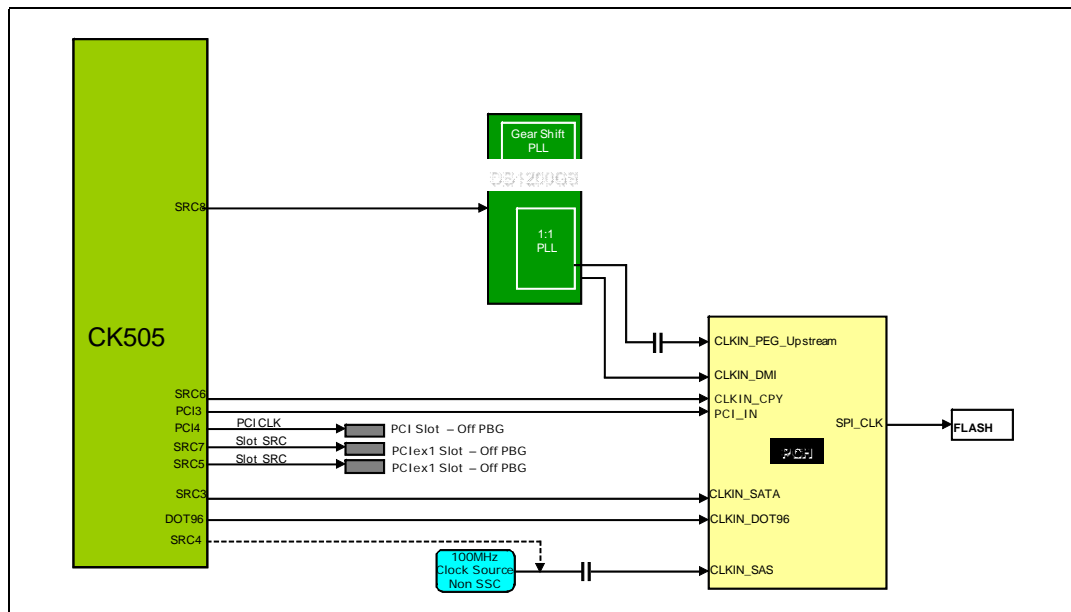 Gear Shift
PLL
DB1200GS
SRC8
1:1
PLL
CK505
CLKIN_PEG_Upstream
CLKIN_DMI
SRC6
CLKIN_CPY
PCI3
PCI_IN
PCI4
PCICLK
PCI Slot – Off PBG
SPI_CLK
FLASH
SRC7
Slot SRC
PCIex1 Slot – Off PBG
PCH
SRC5
Slot SRC
PCIex1 Slot – Off PBG
SRC3
CLKIN_SATA
DOT96
CLKIN_DOT96
SRC4
100MHz
Clock Source
Non SSC
CLKIN_SAS